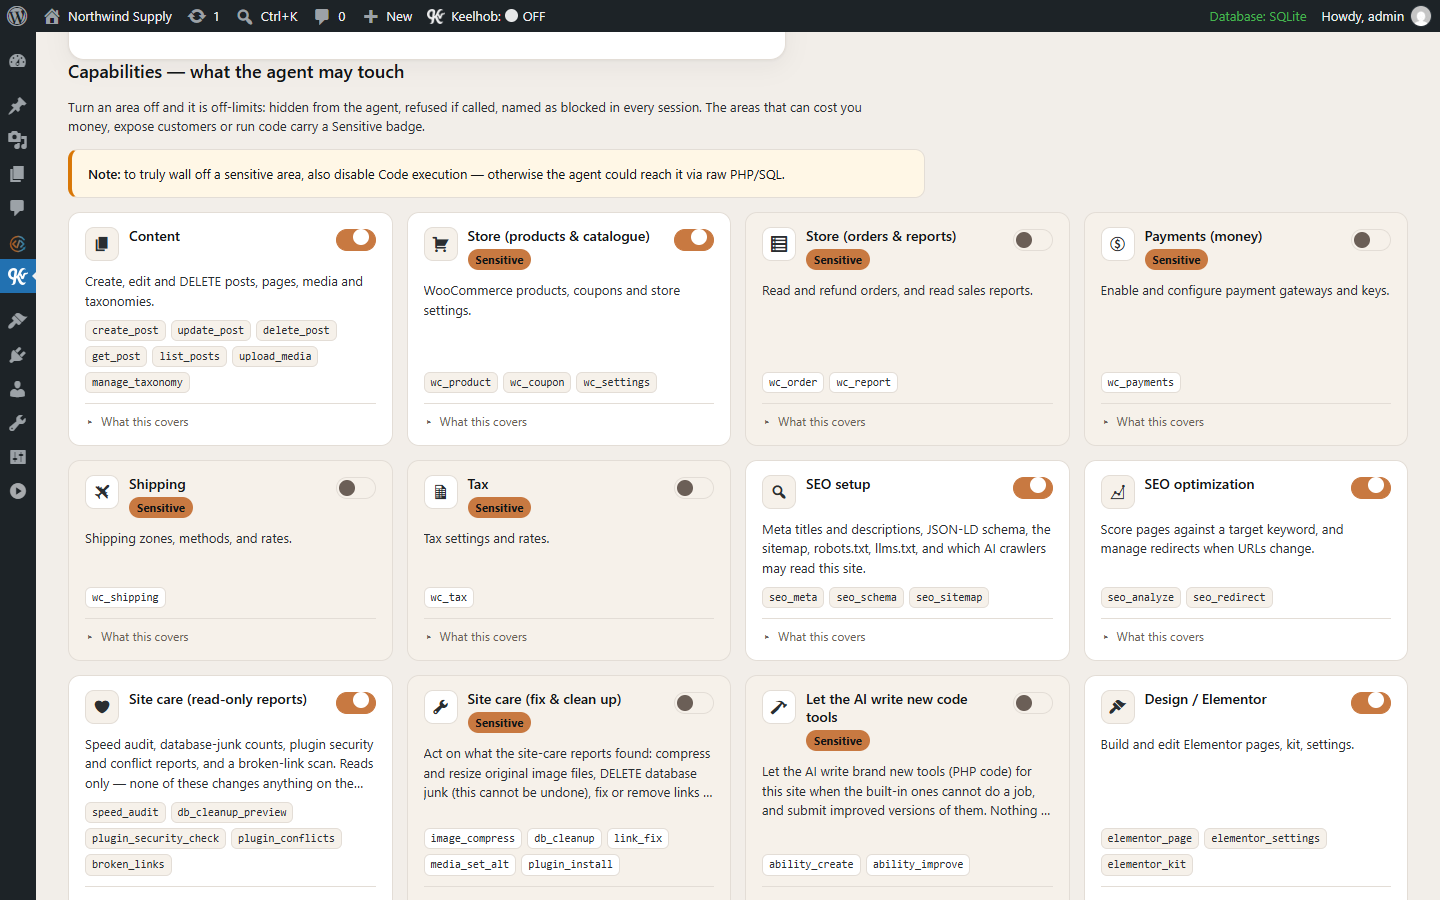 Northwind Supply
1
Ctrl+K
0
New
Keelhob: OFF
Database: SQLite
Howdy, admin
Capabilities — what the agent may touch
Turn an area off and it is off-limits: hidden from the agent, refused if called, named as blocked in every session. The areas that can cost you
money, expose customers or run code carry a Sensitive badge.
Note: to truly wall off a sensitive area, also disable Code execution — otherwise the agent could reach it via raw PHP/SQL.
Content
Create, edit and DELETE posts, pages, media and
taxonomies.
create_post update_post delete_post
get_post list_posts upload_media
manage_taxonomy
What this covers
Store (products & catalogue)
Sensitive
WooCommerce products, coupons and store
settings.
wc_product wc_coupon wc_settings
What this covers
Store (orders & reports)
Sensitive
Read and refund orders, and read sales reports.
wc_order wc_report
What this covers
Payments (money)
Sensitive
Enable and configure payment gateways and keys.
wc_payments
What this covers
Shipping
Sensitive
Shipping zones, methods, and rates.
wc_shipping
What this covers
Tax
Sensitive
Tax settings and rates.
wc_tax
What this covers
SEO setup
Meta titles and descriptions, JSON-LD schema, the
sitemap, robots.txt, llms.txt, and which AI crawlers
may read this site.
seo_meta seo_schema seo_sitemap
What this covers
SEO optimization
Score pages against a target keyword, and
manage redirects when URLs change.
seo_analyze seo_redirect
What this covers
Site care (read-only reports)
Speed audit, database-junk counts, plugin security
and conflict reports, and a broken-link scan. Reads
only — none of these changes anything on the...
speed_audit db_cleanup_preview
plugin_security_check plugin_conflicts
broken_links
Site care (fix & clean up)
Sensitive
Act on what the site-care reports found: compress
and resize original image files, DELETE database
junk (this cannot be undone), fix or remove links ...
image_compress db_cleanup link_fix
media_set_alt plugin_install
Let the AI write new code
tools
Sensitive
Let the AI write brand new tools (PHP code) for
this site when the built-in ones cannot do a job,
and submit improved versions of them. Nothing ...
ability_create ability_improve
Design / Elementor
Build and edit Elementor pages, kit, settings.
elementor_page elementor_settings
elementor_kit